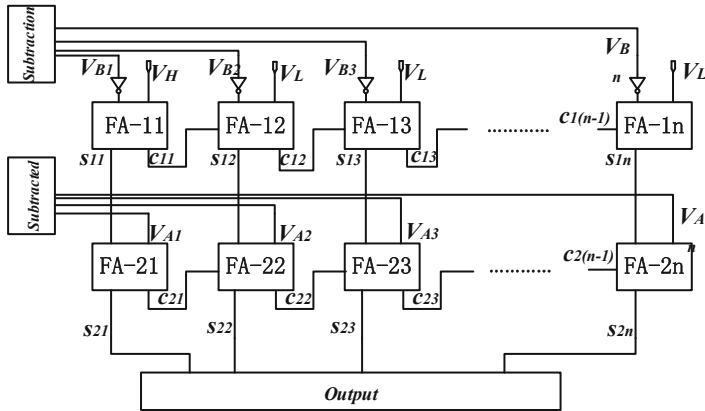 Subtraction
VB1 VH VB2 VL VB3 VL VBn VL
FA-11 FA-12 FA-13 FA-1n
c11 c12 c13 ............ c1(n-1)
s11 s12 s13 s1n
Subtracted
VA1 VA2 VA3 VAn
FA-21 FA-22 FA-23 FA-2n
c21 c22 c23 ............ c2(n-1)
s21 s22 s23 s2n
Output